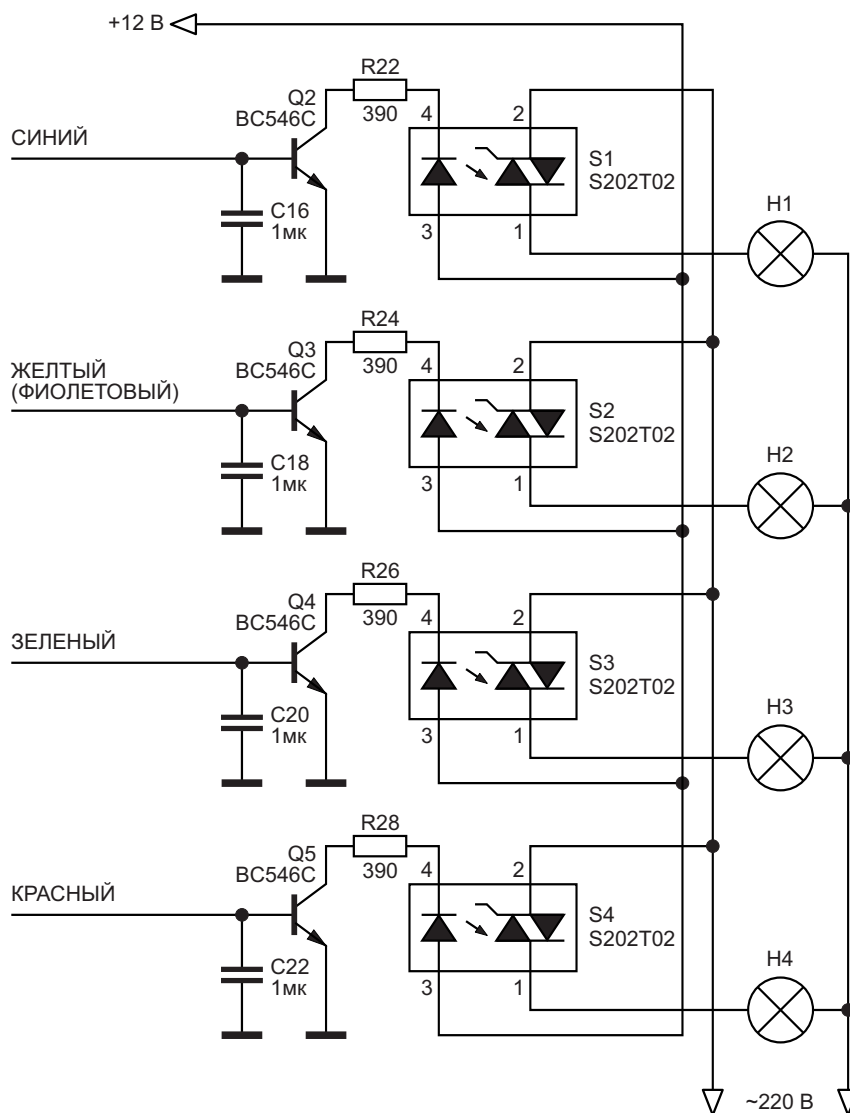 +12 В
R22
390
Q2
BC546C
4
2
S1
S202T02
СИНИЙ
C16
1мк
3
1
H1
R24
390
Q3
BC546C
4
2
S2
S202T02
ЖЕЛТЫЙ
(ФИОЛЕТОВЫЙ)
C18
1мк
3
1
H2
R26
390
Q4
BC546C
4
2
S3
S202T02
ЗЕЛЕНЫЙ
C20
1мк
3
1
H3
R28
390
Q5
BC546C
4
2
S4
S202T02
КРАСНЫЙ
C22
1мк
3
1
H4
~220 В